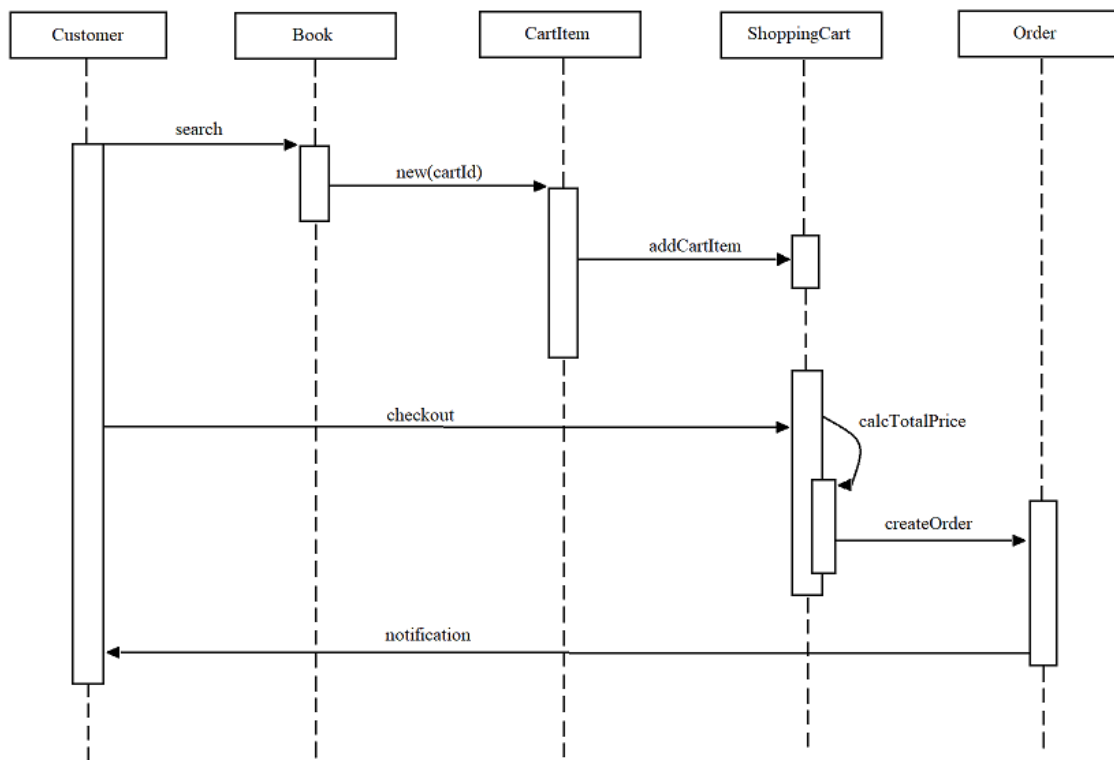 Customer
Book
CartItem
ShoppingCart
Order
search
new(cartId)
addCartItem
checkout
calcTotalPrice
createOrder
notification